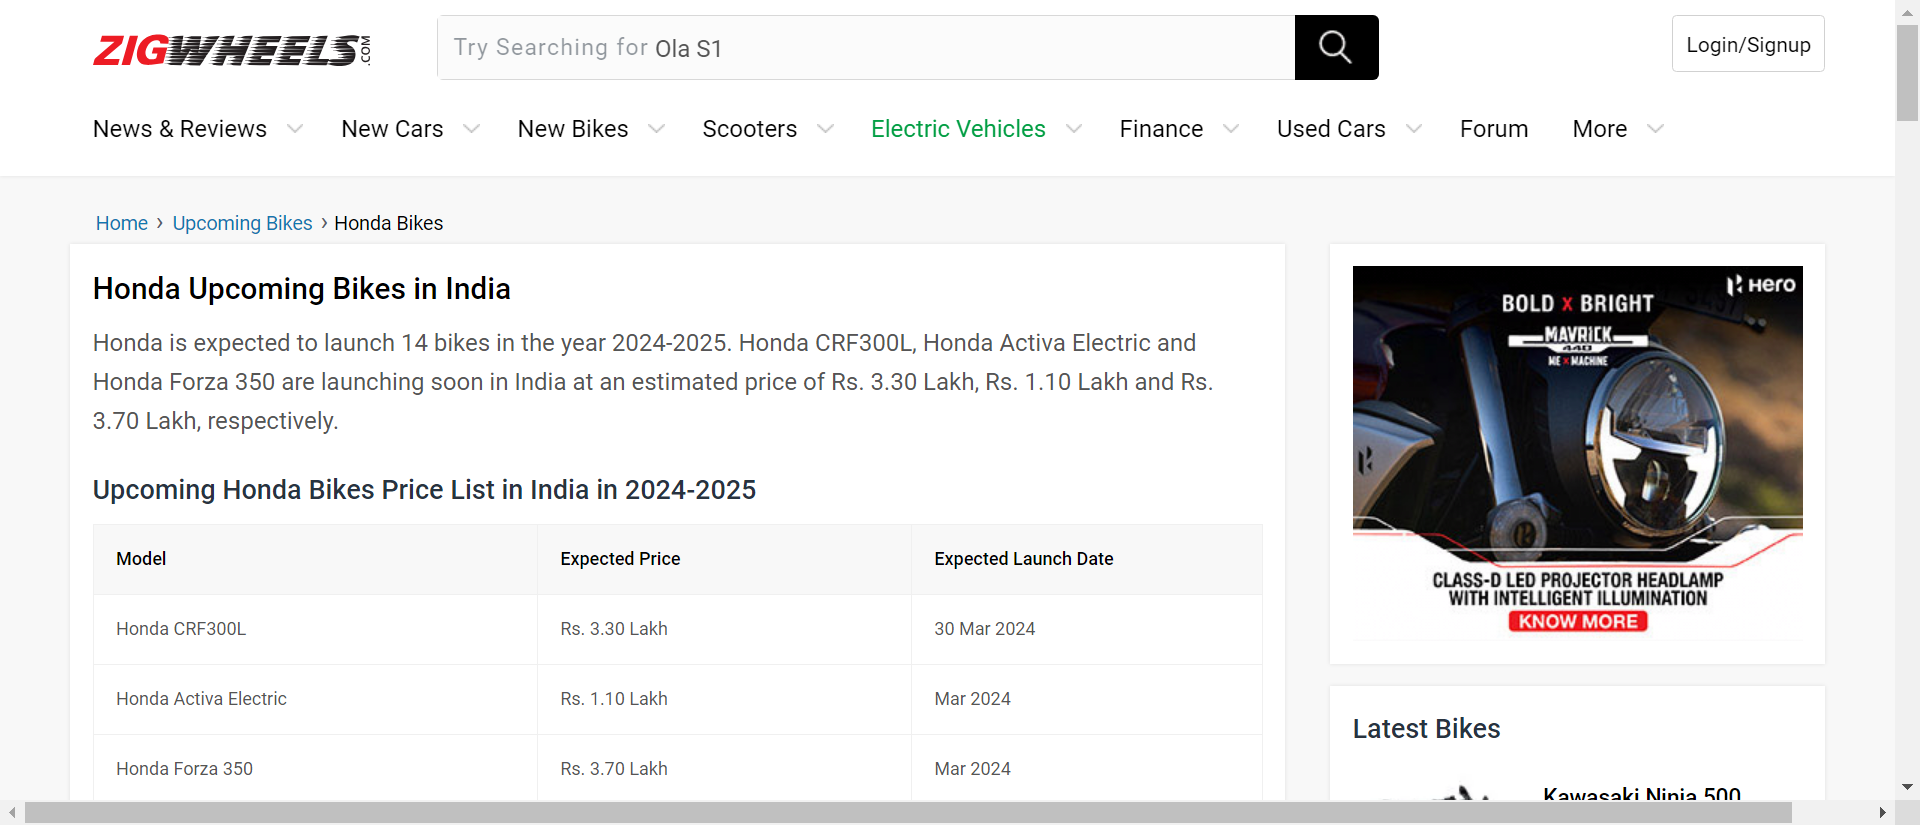 ZIGWHEELS.COM
Try Searching for Ola S1
Login/Signup
News & Reviews
New Cars
New Bikes
Scooters
Electric Vehicles
Finance
Used Cars
Forum
More
Home › Upcoming Bikes › Honda Bikes
Honda Upcoming Bikes in India
Honda is expected to launch 14 bikes in the year 2024-2025. Honda CRF300L, Honda Activa Electric and
Honda Forza 350 are launching soon in India at an estimated price of Rs. 3.30 Lakh, Rs. 1.10 Lakh and Rs.
3.70 Lakh, respectively.
Upcoming Honda Bikes Price List in India in 2024-2025
Model Expected Price Expected Launch Date
Honda CRF300L Rs. 3.30 Lakh 30 Mar 2024
Honda Activa Electric Rs. 1.10 Lakh Mar 2024
Honda Forza 350 Rs. 3.70 Lakh Mar 2024
Hero
BOLD X BRIGHT
MAVRICK
440
ME X MACHINE
CLASS-D LED PROJECTOR HEADLAMP
WITH INTELLIGENT ILLUMINATION
KNOW MORE
Latest Bikes
Kawasaki Ninja 500